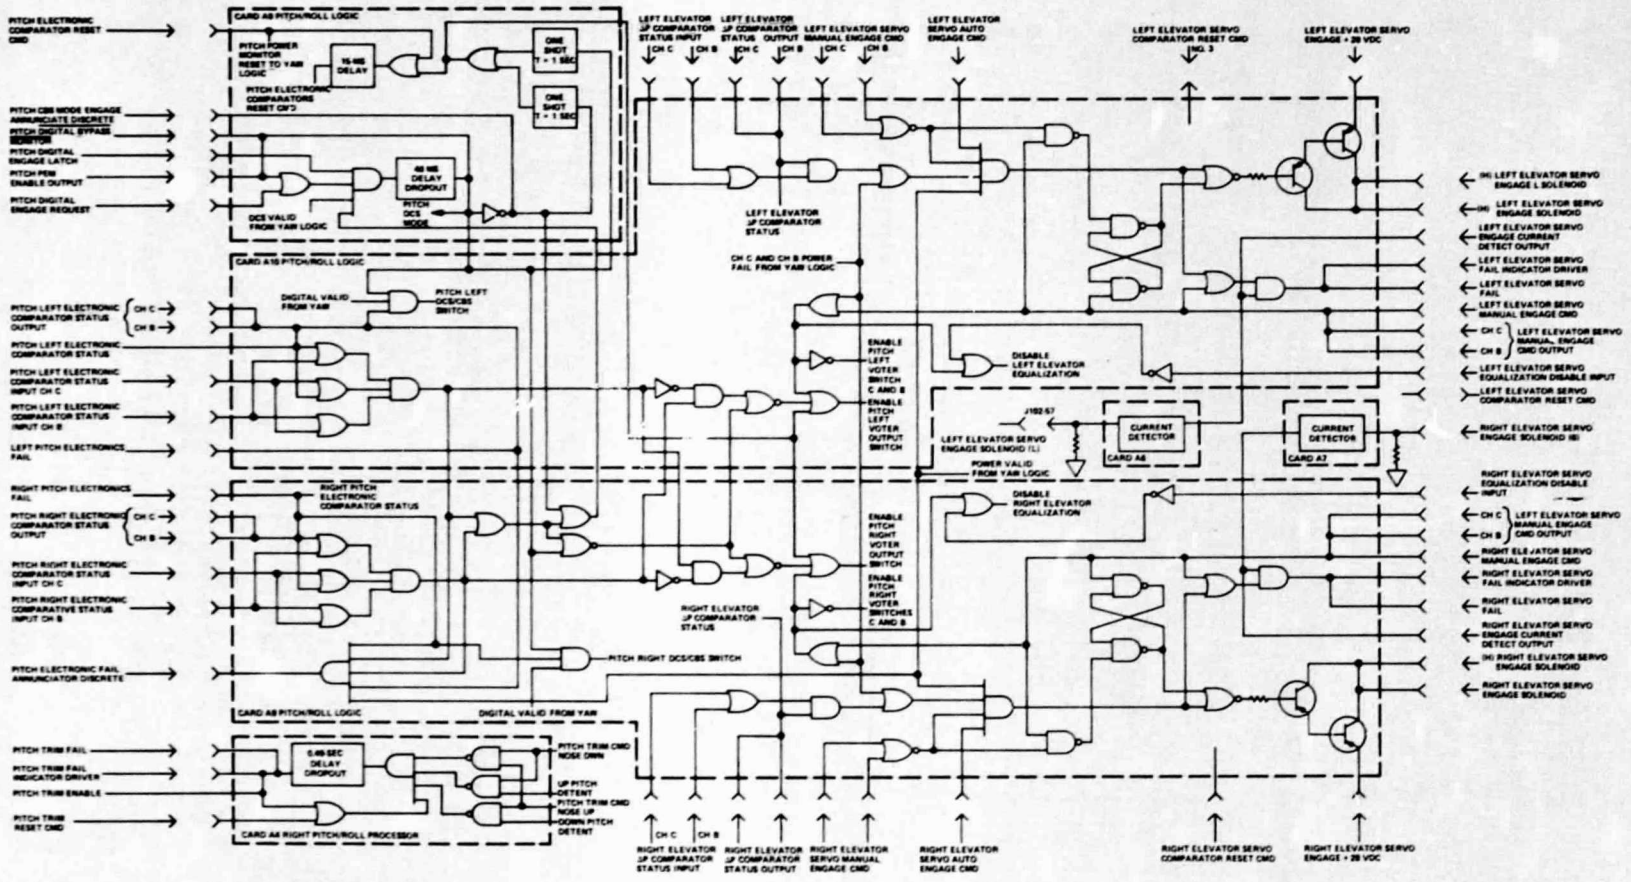 PITCH ELECTRONIC
COMPARATOR RESET
CMD
PITCH CBS MODE ENGAGE
ANNUNCIATE DISCRETE
PITCH DIGITAL BYPASS
MONITOR
PITCH DIGITAL
ENGAGE LATCH
PITCH PEM
ENABLE OUTPUT
PITCH DIGITAL
ENGAGE REQUEST
PITCH LEFT ELECTRONIC
COMPARATOR STATUS
OUTPUT
CH C
CH B
PITCH LEFT ELECTRONIC
COMPARATOR STATUS
PITCH LEFT ELECTRONIC
COMPARATOR STATUS
INPUT CH C
PITCH LEFT ELECTRONIC
COMPARATOR STATUS
INPUT CH B
LEFT PITCH ELECTRONICS
FAIL
RIGHT PITCH ELECTRONICS
FAIL
PITCH RIGHT ELECTRONIC
COMPARATOR STATUS
OUTPUT
CH C
CH B
PITCH RIGHT ELECTRONIC
COMPARATOR STATUS
INPUT CH C
PITCH RIGHT ELECTRONIC
COMPARATIVE STATUS
INPUT CH B
PITCH ELECTRONIC FAIL
ANNUNCIATOR DISCRETE
PITCH TRIM FAIL
PITCH TRIM FAIL
INDICATOR DRIVER
PITCH TRIM ENABLE
PITCH TRIM
RESET CMD
PITCH/ROLL LOGIC
PITCH POWER
MONITOR
RESET TO YAW
LOGIC
DELAY
PITCH ELECTRONIC
COMPARATORS
RESET
ONE
SHOT
T = 1 SEC
ONE
SHOT
T = 1 SEC
DELAY
DROPOUT
DCS VALID
FROM YAW LOGIC
PITCH
DCS
MODE
CARD A10 PITCH/ROLL LOGIC
DIGITAL VALID
FROM YAW
PITCH LEFT
DCS/CBS
SWITCH
RIGHT PITCH
ELECTRONIC
COMPARATOR STATUS
PITCH RIGHT DCS/CBS SWITCH
PITCH/ROLL LOGIC
DIGITAL VALID FROM YAW
DELAY
DROPOUT
PITCH TRIM CMD
NOSE DWN
UP PITCH
DETENT
PITCH TRIM CMD
NOSE UP
DOWN PITCH
DETENT
RIGHT PITCH/ROLL PROCESSOR
LEFT ELEVATOR
ΔP COMPARATOR
STATUS INPUT
CH C CH B
LEFT ELEVATOR
ΔP COMPARATOR
STATUS OUTPUT
CH C CH B
LEFT ELEVATOR
SERVO
MANUAL ENGAGE CMD
CH C CH B
LEFT ELEVATOR
SERVO AUTO
ENGAGE CMD
LEFT ELEVATOR SERVO
COMPARATOR RESET CMD
NO. 3
LEFT ELEVATOR SERVO
ENGAGE + 28 VDC
LEFT ELEVATOR
ΔP COMPARATOR
STATUS
CH C AND CH B POWER
FAIL FROM YAW LOGIC
ENABLE
PITCH
LEFT
VOTER
SWITCH
C AND B
ENABLE
PITCH
LEFT
VOTER
OUTPUT
SWITCH
DISABLE
LEFT ELEVATOR
EQUALIZATION
J102-57
LEFT ELEVATOR SERVO
ENGAGE SOLENOID (L)
CURRENT
DETECTOR
CARD A6
CURRENT
DETECTOR
CARD A7
POWER VALID
FROM YAW LOGIC
DISABLE
RIGHT ELEVATOR
EQUALIZATION
ENABLE
PITCH
RIGHT
VOTER
OUTPUT
SWITCH
ENABLE
PITCH
RIGHT
VOTER
SWITCHES
C AND B
RIGHT ELEVATOR
ΔP COMPARATOR
STATUS
(H) LEFT ELEVATOR SERVO
ENGAGE L SOLENOID
(H) LEFT ELEVATOR SERVO
ENGAGE SOLENOID
LEFT ELEVATOR SERVO
ENGAGE CURRENT
DETECT OUTPUT
LEFT ELEVATOR SERVO
FAIL INDICATOR DRIVER
LEFT ELEVATOR SERVO
FAIL
LEFT ELEVATOR SERVO
MANUAL ENGAGE CMD
CH C
CH B
LEFT ELEVATOR SERVO
MANUAL ENGAGE
CMD OUTPUT
LEFT ELEVATOR SERVO
EQUALIZATION DISABLE INPUT
LEFT ELEVATOR SERVO
COMPARATOR RESET CMD
RIGHT ELEVATOR SERVO
ENGAGE SOLENOID
RIGHT ELEVATOR SERVO
EQUALIZATION DISABLE
INPUT
CH C
CH B
LEFT ELEVATOR SERVO
MANUAL ENGAGE
CMD OUTPUT
RIGHT ELEVATOR SERVO
MANUAL ENGAGE CMD
RIGHT ELEVATOR SERVO
FAIL INDICATOR DRIVER
RIGHT ELEVATOR SERVO
FAIL
RIGHT ELEVATOR SERVO
ENGAGE CURRENT
DETECT OUTPUT
(H) RIGHT ELEVATOR SERVO
ENGAGE SOLENOID
RIGHT ELEVATOR SERVO
ENGAGE SOLENOID
CH C CH B
RIGHT ELEVATOR
ΔP COMPARATOR
STATUS INPUT
RIGHT ELEVATOR
ΔP COMPARATOR
STATUS OUTPUT
RIGHT ELEVATOR
SERVO MANUAL
ENGAGE CMD
RIGHT ELEVATOR
SERVO AUTO
ENGAGE CMD
RIGHT ELEVATOR SERVO
COMPARATOR RESET CMD
RIGHT ELEVATOR SERVO
ENGAGE + 28 VDC